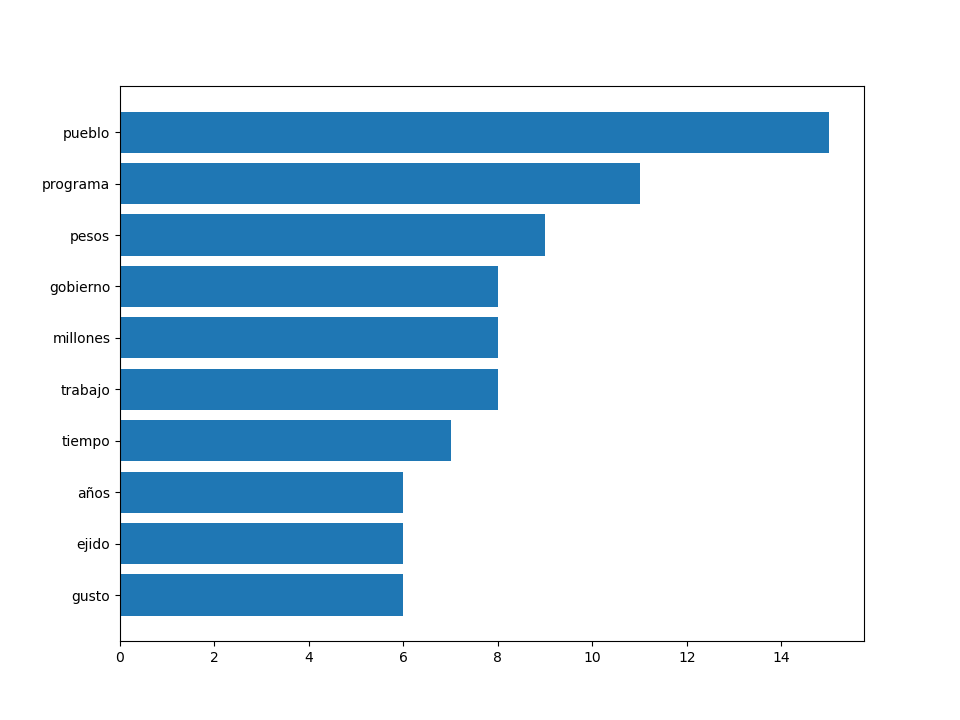 pueblo
programa
pesos
gobierno
millones
trabajo
tiempo
años
ejido
gusto
0 2 4 6 8 10 12 14